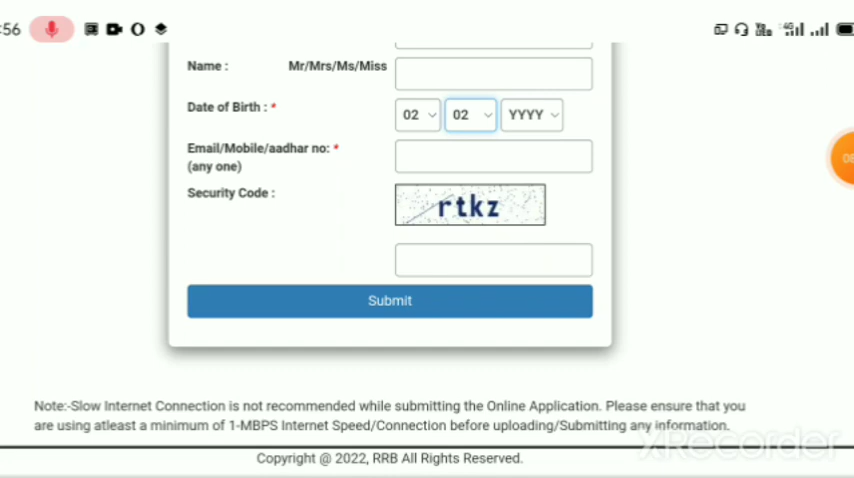 :56
4G
Name : Mr/Mrs/Ms/Miss
Date of Birth : * 02 02 YYYY
Email/Mobile/aadhar no: *
(any one)
Security Code :
rtkz
Submit
Note:-Slow Internet Connection is not recommended while submitting the Online Application. Please ensure that you
are using atleast a minimum of 1-MBPS Internet Speed/Connection before uploading/Submitting any information.
XRecorder
Copyright @ 2022, RRB All Rights Reserved.